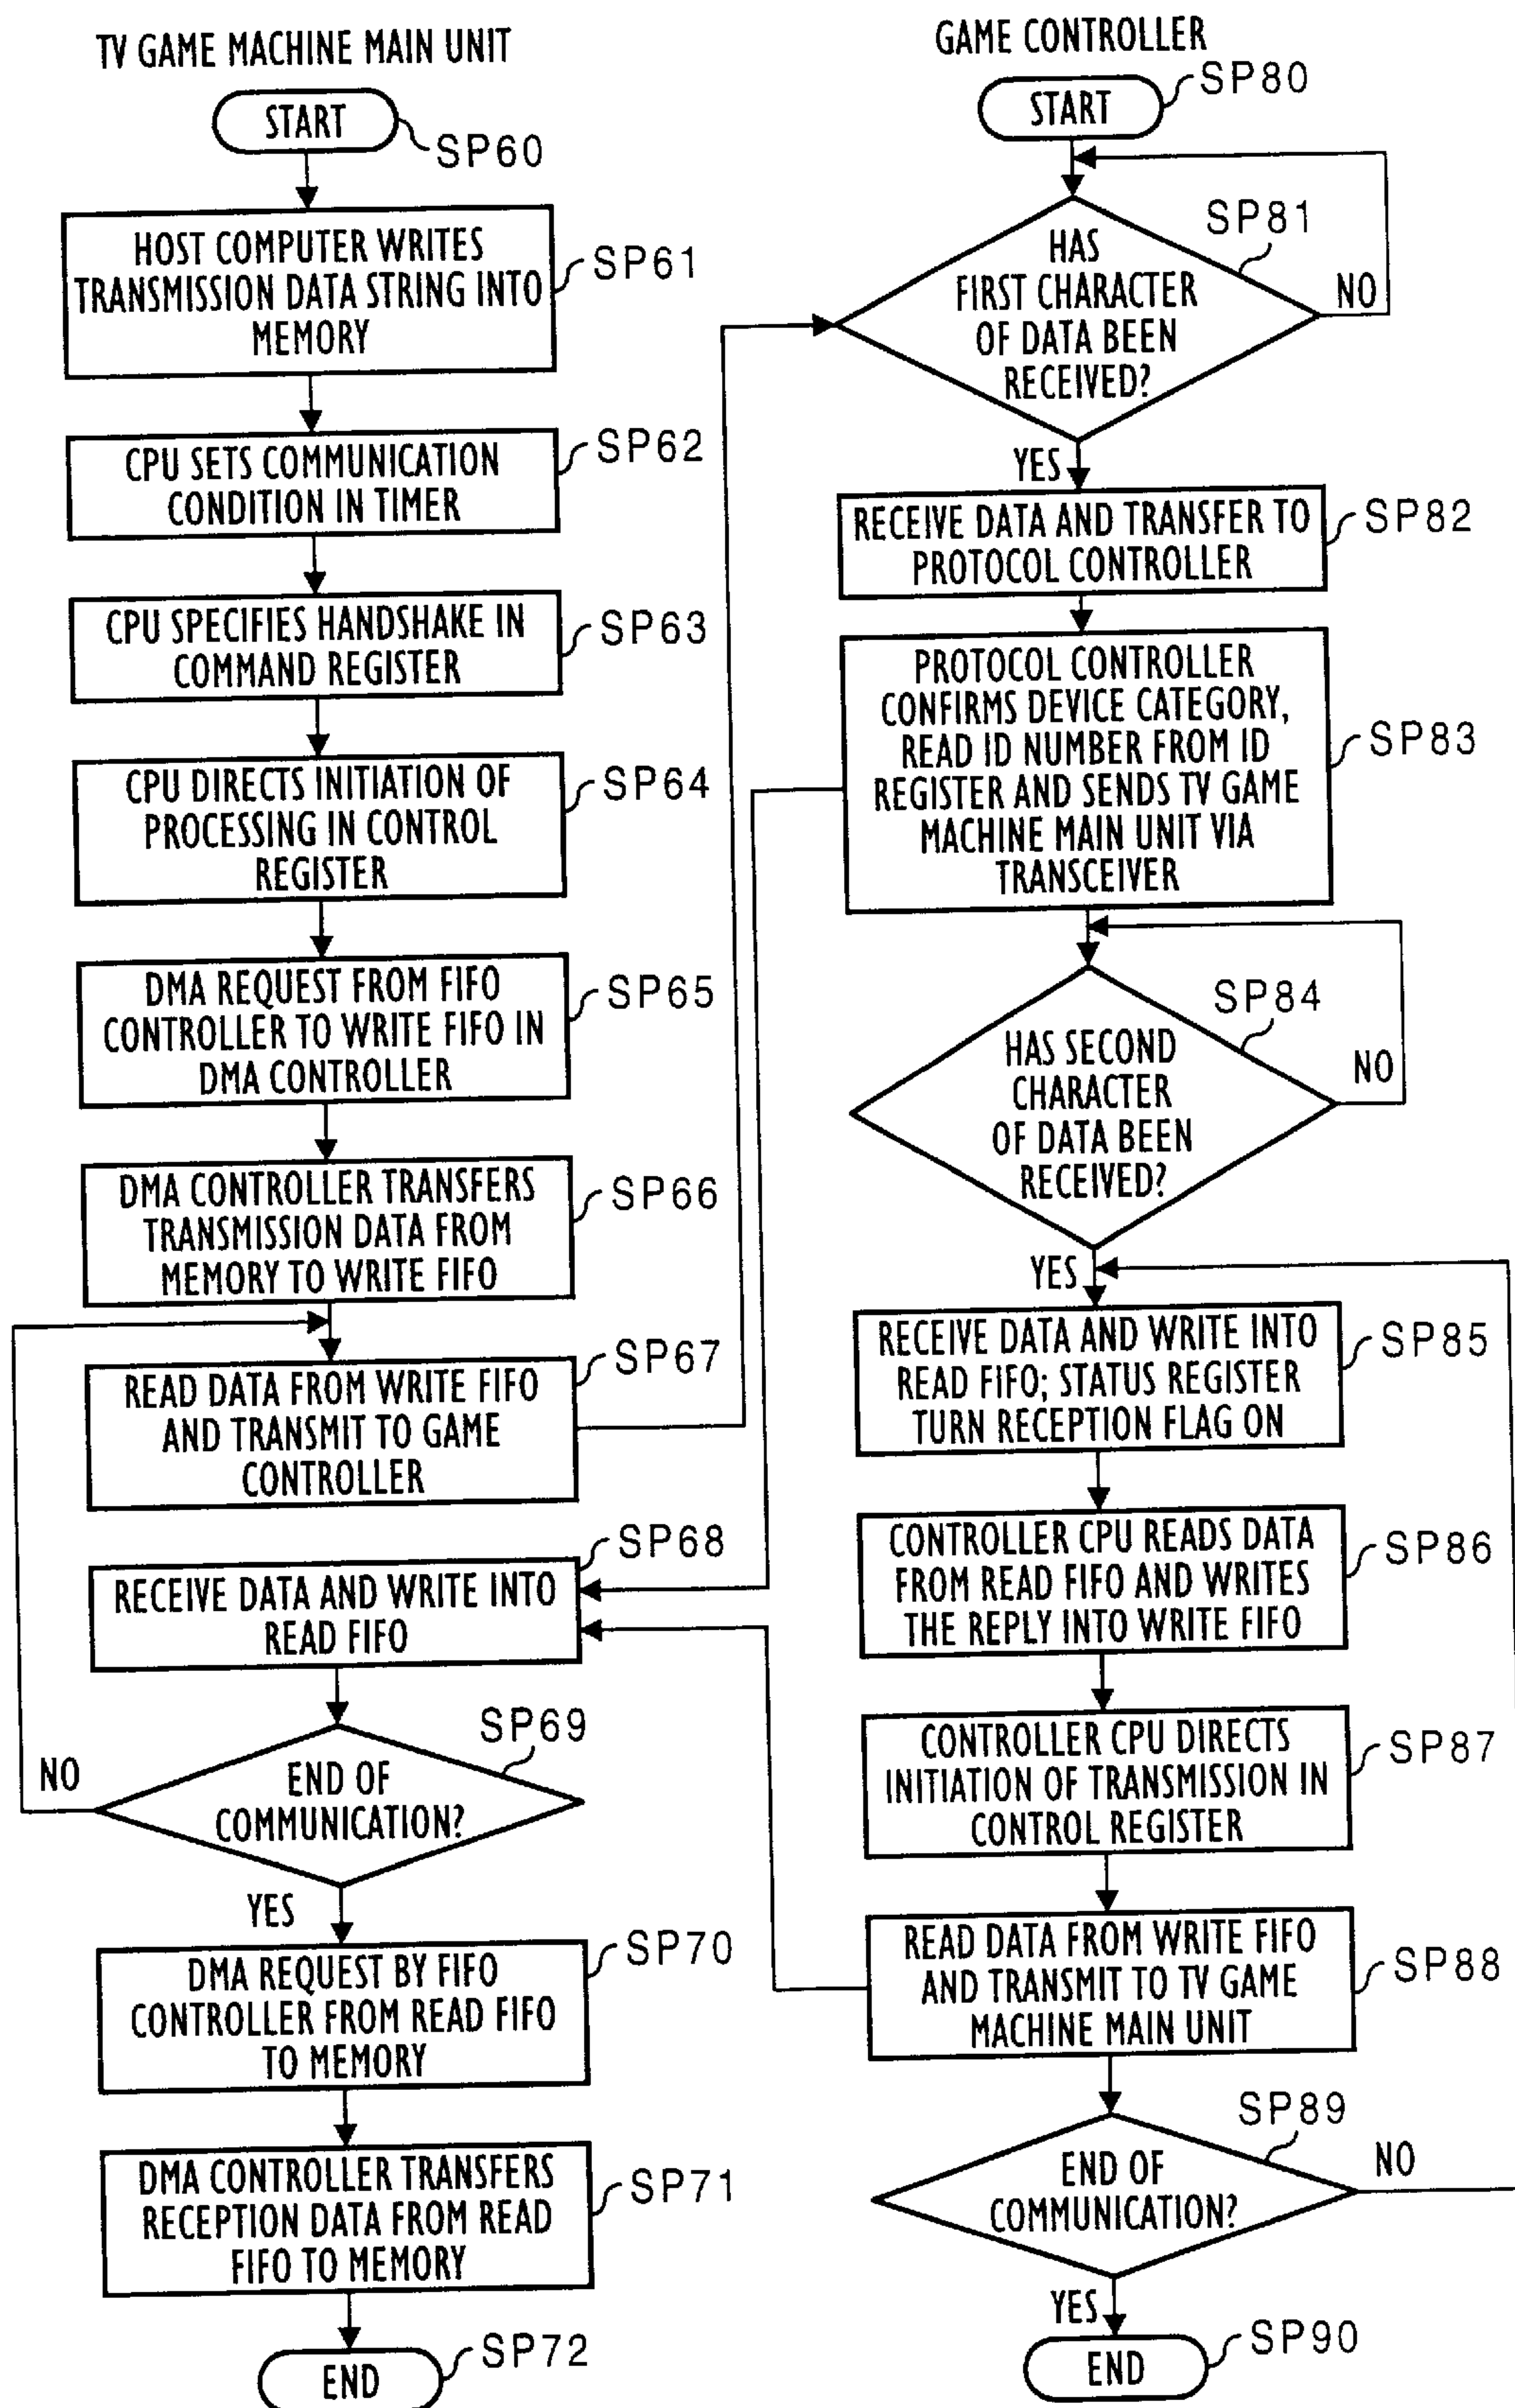 TV GAME MACHINE MAIN UNIT
START
SP60
HOST COMPUTER WRITES
TRANSMISSION DATA STRING INTO
MEMORY
SP61
CPU SETS COMMUNICATION
CONDITION IN TIMER
SP62
CPU SPECIFIES HANDSHAKE IN
COMMAND REGISTER
SP63
CPU DIRECTS INITIATION OF
PROCESSING IN CONTROL
REGISTER
SP64
DMA REQUEST FROM FIFO
CONTROLLER TO WRITE FIFO IN
DMA CONTROLLER
SP65
DMA CONTROLLER TRANSFERS
TRANSMISSION DATA FROM
MEMORY TO WRITE FIFO
SP66
READ DATA FROM WRITE FIFO
AND TRANSMIT TO GAME
CONTROLLER
SP67
RECEIVE DATA AND WRITE INTO
READ FIFO
SP68
END OF
COMMUNICATION?
SP69
NO
YES
DMA REQUEST BY FIFO
CONTROLLER FROM READ FIFO
TO MEMORY
SP70
DMA CONTROLLER TRANSFERS
RECEPTION DATA FROM READ
FIFO TO MEMORY
SP71
END
SP72
GAME CONTROLLER
START
SP80
HAS
FIRST CHARACTER
OF DATA BEEN
RECEIVED?
SP81
NO
YES
RECEIVE DATA AND TRANSFER TO
PROTOCOL CONTROLLER
SP82
PROTOCOL CONTROLLER
CONFIRMS DEVICE CATEGORY,
READ ID NUMBER FROM ID
REGISTER AND SENDS TV GAME
MACHINE MAIN UNIT VIA
TRANSCEIVER
SP83
HAS SECOND
CHARACTER
OF DATA BEEN
RECEIVED?
SP84
NO
YES
RECEIVE DATA AND WRITE INTO
READ FIFO; STATUS REGISTER
TURN RECEPTION FLAG ON
SP85
CONTROLLER CPU READS DATA
FROM READ FIFO AND WRITES
THE REPLY INTO WRITE FIFO
SP86
CONTROLLER CPU DIRECTS
INITIATION OF TRANSMISSION IN
CONTROL REGISTER
SP87
READ DATA FROM WRITE FIFO
AND TRANSMIT TO TV GAME
MACHINE MAIN UNIT
SP88
END OF
COMMUNICATION?
SP89
NO
YES
END
SP90